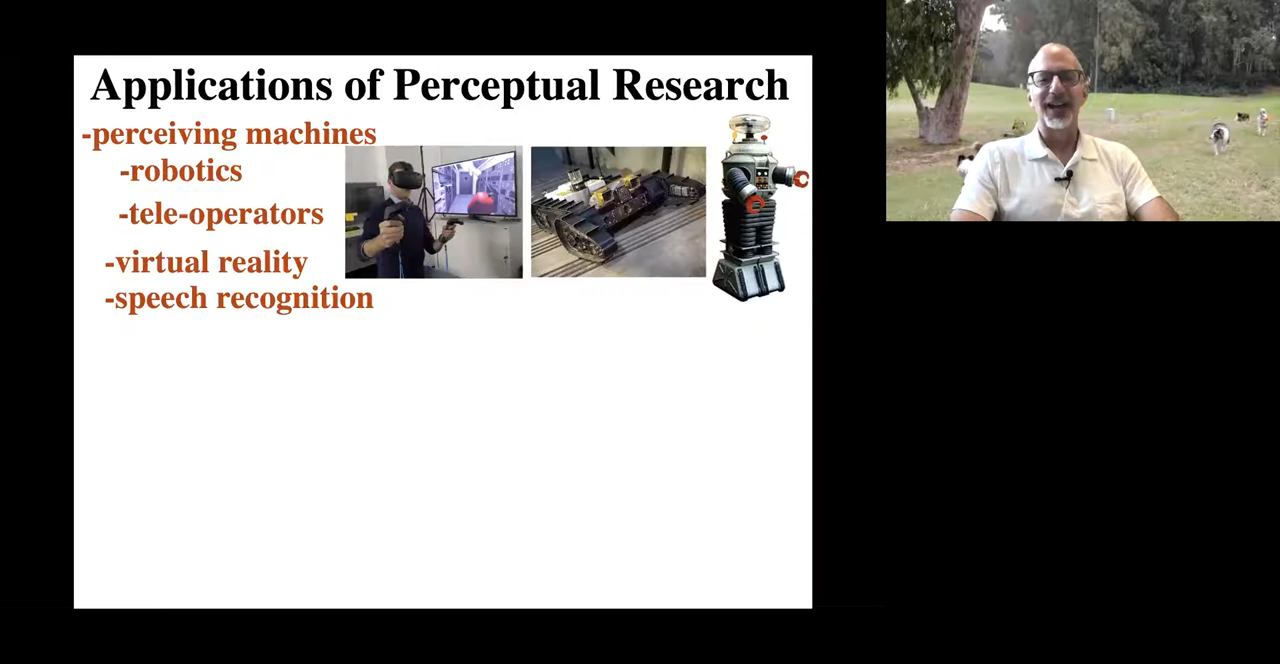 Applications of Perceptual Research
-perceiving machines
-robotics
-tele-operators
-virtual reality
-speech recognition